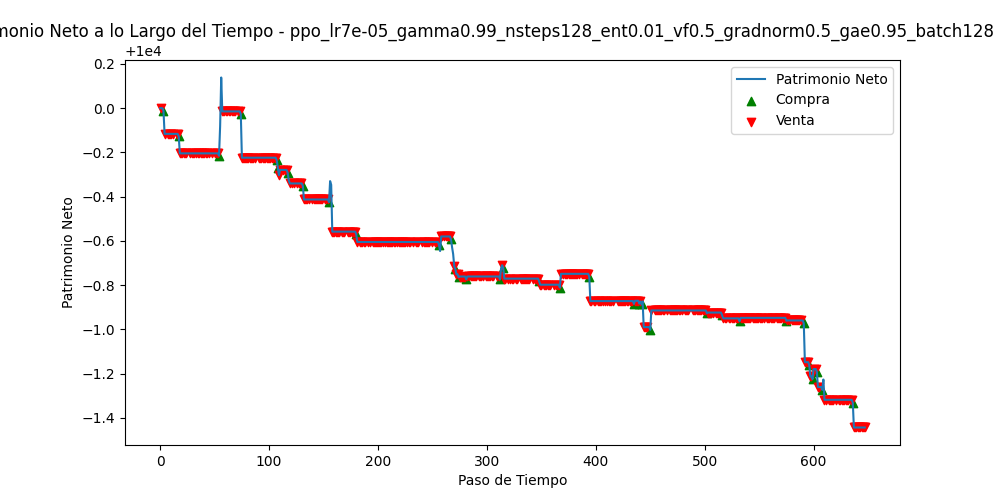 monio Neto a lo Largo del Tiempo - ppo_lr7e-05_gamma0.99_nsteps128_ent0.01_vf0.5_gradnorm0.5_gae0.95_batch128
+1e4
Patrimonio Neto
Compra
Venta
0.2
0.0
−0.2
−0.4
−0.6
−0.8
−1.0
−1.2
−1.4
Patrimonio Neto
0 100 200 300 400 500 600
Paso de Tiempo